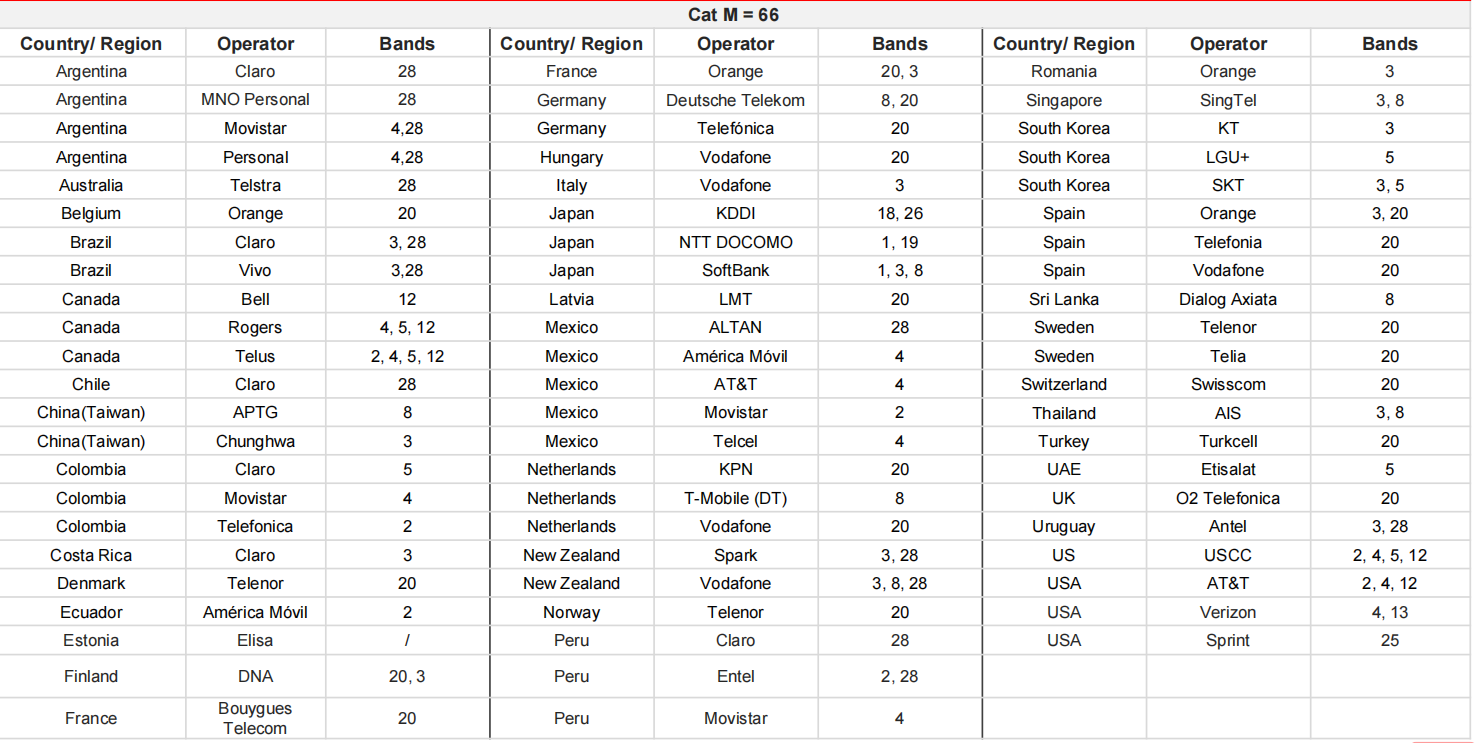 Cat M = 66
Country/ Region Operator Bands Country/ Region Operator Bands Country/ Region Operator Bands
Argentina Claro 28 France Orange 20, 3 Romania Orange 3
Argentina MNO Personal 28 Germany Deutsche Telekom 8, 20 Singapore SingTel 3, 8
Argentina Movistar 4,28 Germany Telefónica 20 South Korea KT 3
Argentina Personal 4,28 Hungary Vodafone 20 South Korea LGU+ 5
Australia Telstra 28 Italy Vodafone 3 South Korea SKT 3, 5
Belgium Orange 20 Japan KDDI 18, 26 Spain Orange 3, 20
Brazil Claro 3, 28 Japan NTT DOCOMO 1, 19 Spain Telefonia 20
Brazil Vivo 3,28 Japan SoftBank 1, 3, 8 Spain Vodafone 20
Canada Bell 12 Latvia LMT 20 Sri Lanka Dialog Axiata 8
Canada Rogers 4, 5, 12 Mexico ALTAN 28 Sweden Telenor 20
Canada Telus 2, 4, 5, 12 Mexico América Móvil 4 Sweden Telia 20
Chile Claro 28 Mexico AT&T 4 Switzerland Swisscom 20
China(Taiwan) APTG 8 Mexico Movistar 2 Thailand AIS 3, 8
China(Taiwan) Chunghwa 3 Mexico Telcel 4 Turkey Turkcell 20
Colombia Claro 5 Netherlands KPN 20 UAE Etisalat 5
Colombia Movistar 4 Netherlands T-Mobile (DT) 8 UK O2 Telefonica 20
Colombia Telefonica 2 Netherlands Vodafone 20 Uruguay Antel 3, 28
Costa Rica Claro 3 New Zealand Spark 3, 28 US USCC 2, 4, 5, 12
Denmark Telenor 20 New Zealand Vodafone 3, 8, 28 USA AT&T 2, 4, 12
Ecuador América Móvil 2 Norway Telenor 20 USA Verizon 4, 13
Estonia Elisa / Peru Claro 28 USA Sprint 25
Finland DNA 20, 3 Peru Entel 2, 28
France Bouygues Telecom 20 Peru Movistar 4